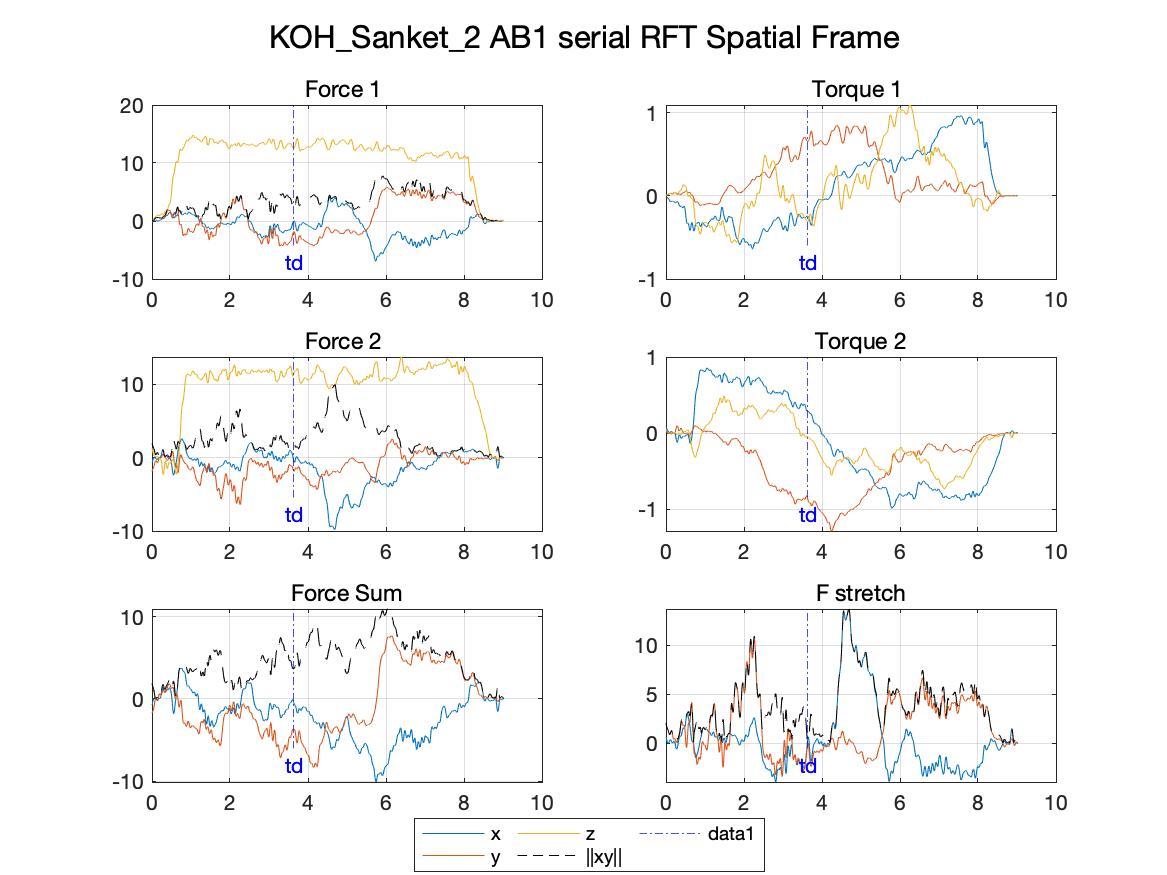 KOH_Sanket_2 AB1 serial RFT Spatial Frame
Force 1
20
10
0
-10
0 2 4 6 8 10
td
Torque 1
1
0
-1
0 2 4 6 8 10
td
Force 2
10
0
-10
0 2 4 6 8 10
td
Torque 2
1
0
-1
0 2 4 6 8 10
td
Force Sum
10
0
-10
0 2 4 6 8 10
td
F stretch
10
5
0
0 2 4 6 8 10
td
x z data1
y ||xy||